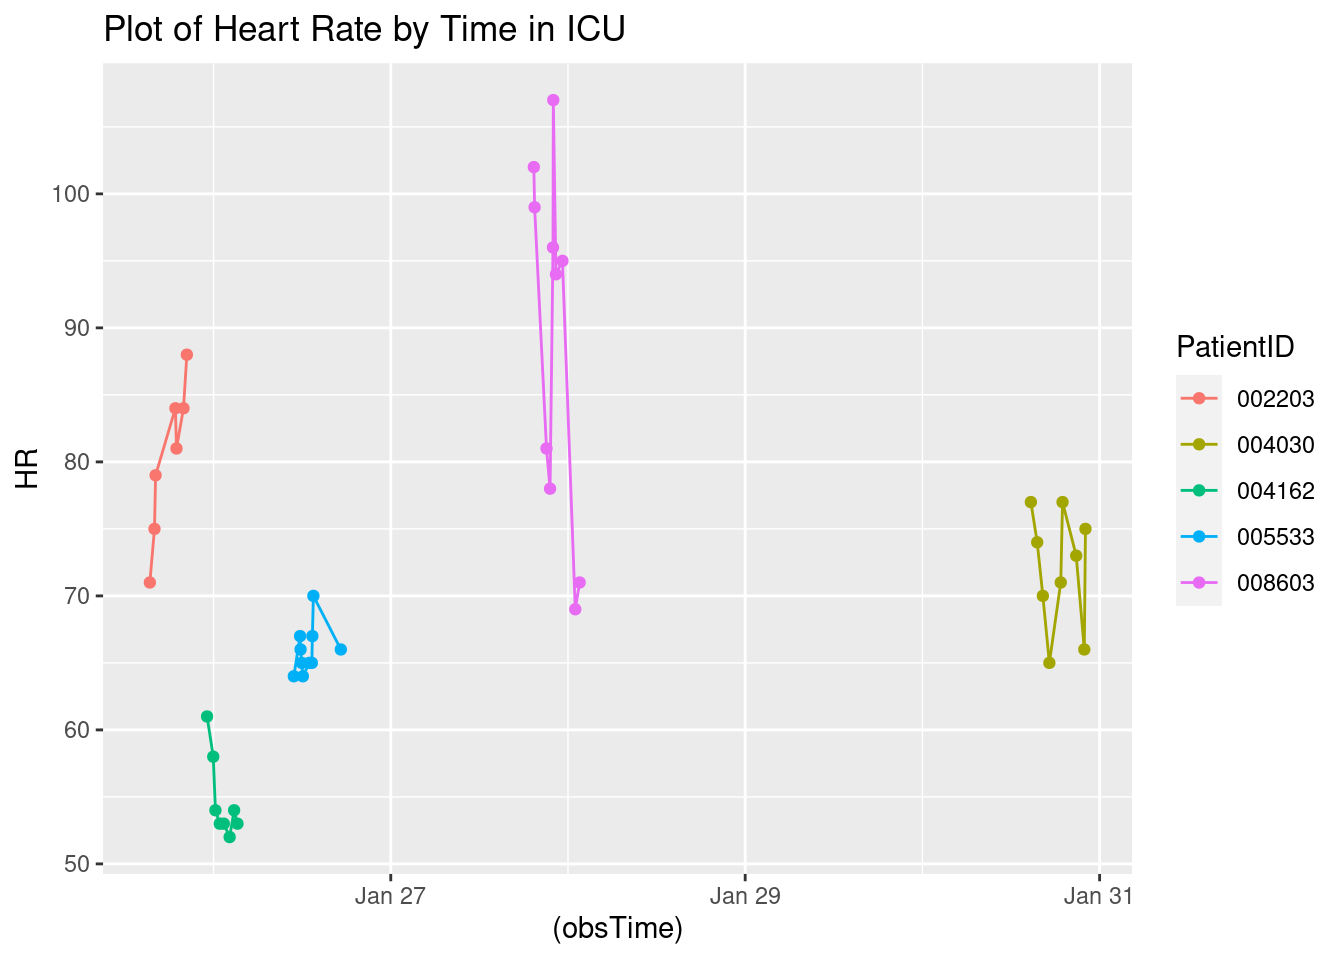 Plot of Heart Rate by Time in ICU
HR
100
90
80
70
60
50
Jan 27
Jan 29
Jan 31
(obsTime)
PatientID
002203
004030
004162
005533
008603